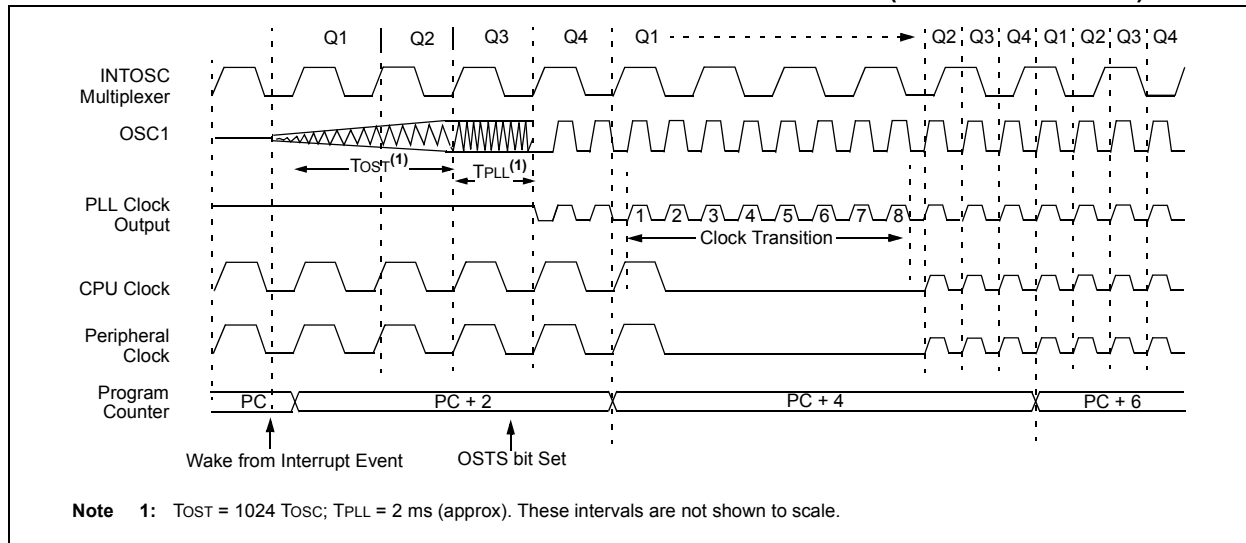 Q1 Q2 Q3 Q4 Q1 Q2 Q3 Q4 Q1 Q2 Q3 Q4
INTOSC
Multiplexer
OSC1
TOST(1)
TPLL(1)
PLL Clock
Output
1 2 3 4 5 6 7 8
Clock Transition
CPU Clock
Peripheral
Clock
Program
Counter
PC PC + 2 PC + 4 PC + 6
Wake from Interrupt Event OSTS bit Set
Note 1: TOST = 1024 TOSC; TPLL = 2 ms (approx). These intervals are not shown to scale.